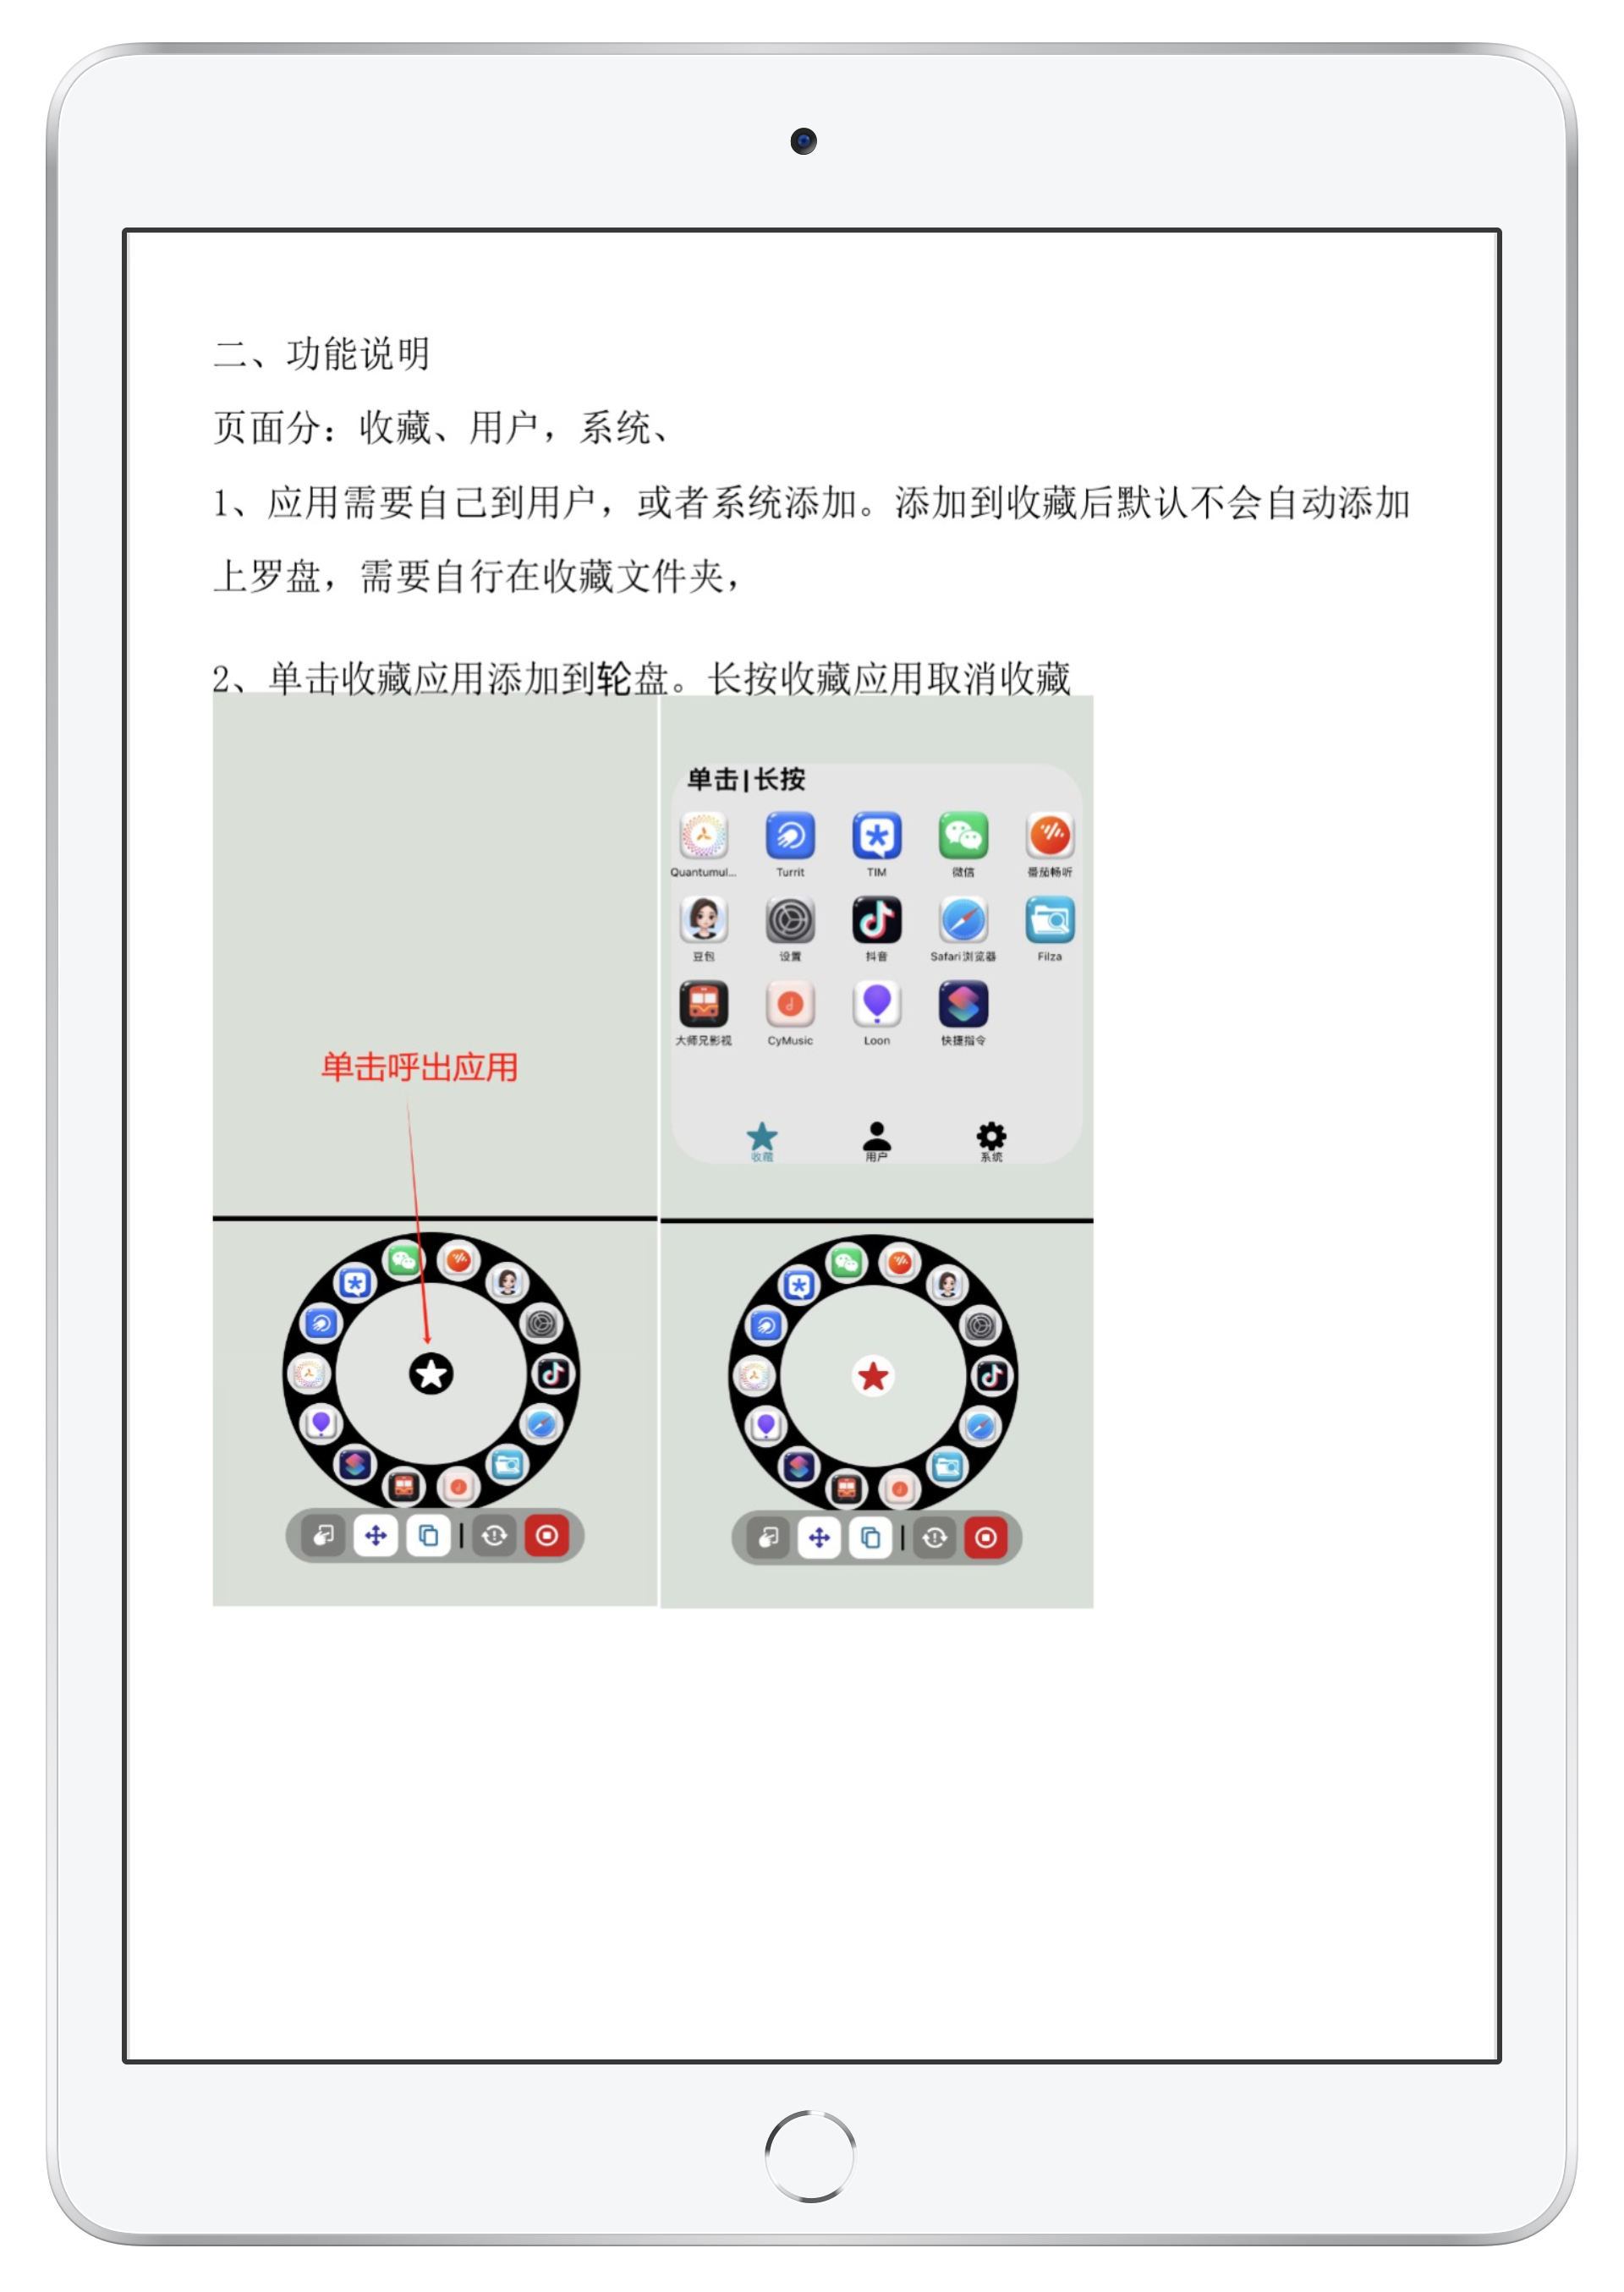 二、功能说明
页面分：收藏、用户，系统、
1、应用需要自己到用户，或者系统添加。添加到收藏后默认不会自动添加
上罗盘，需要自行在收藏文件夹，
2、单击收藏应用添加到轮盘。长按收藏应用取消收藏
单击呼出应用
单击|长按
Quantumul...
Turrit
TIM
微信
番茄畅听
豆包
设置
抖音
Safari浏览器
Filza
大师兄影视
CyMusic
Loon
快捷指令
收藏
用户
系统